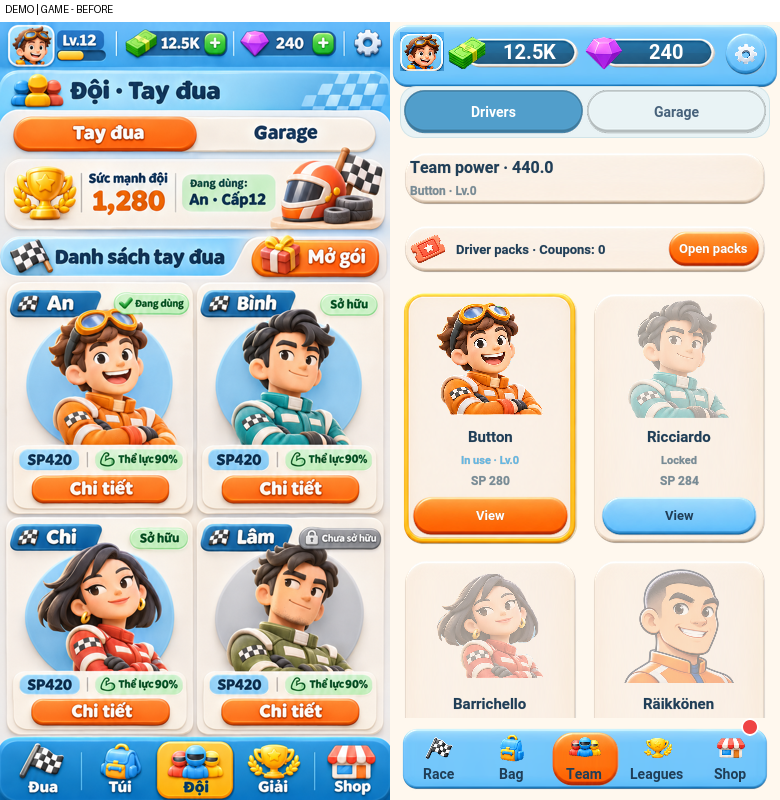 DEMO | GAME - BEFORE
Lv.12
12.5K
240
Đội · Tay đua
Tay đua
Garage
Sức mạnh đội
1,280
Đang dùng:
An · Cấp12
Danh sách tay đua
Mở gói
An
Đang dùng
Bình
Sở hữu
SP420
Thể lực90%
SP420
Thể lực90%
Chi tiết
Chi tiết
Chi
Sở hữu
Lâm
Chưa sở hữu
SP420
Thể lực90%
SP420
Thể lực90%
Chi tiết
Chi tiết
Đua
Túi
Đội
Giải
Shop
12.5K
240
Drivers
Garage
Team power · 440.0
Button · Lv.0
Driver packs · Coupons: 0
Open packs
Button
In use · Lv.0
SP 280
View
Ricciardo
Locked
SP 284
View
Barrichello
Räikkönen
Race
Bag
Team
Leagues
Shop